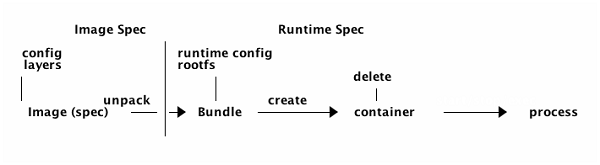 Image Spec
Runtime Spec
config
layers
runtime config
rootfs
delete
unpack
create
Image (spec)
Bundle
container
process